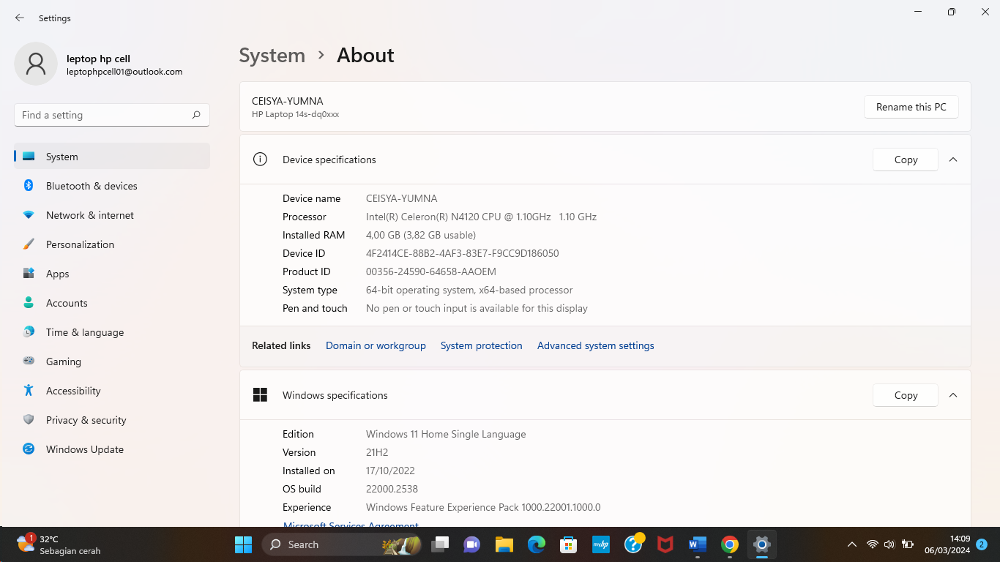 Settings
leptop hp cell
leptophpcell01@outlook.com
Find a setting
System
Bluetooth & devices
Network & internet
Personalization
Apps
Accounts
Time & language
Gaming
Accessibility
Privacy & security
Windows Update
System › About
CEISYA-YUMNA
HP Laptop 14s-dq0xxx
Rename this PC
Device specifications
Copy
Device name CEISYA-YUMNA
Processor Intel(R) Celeron(R) N4120 CPU @ 1.10GHz 1.10 GHz
Installed RAM 4,00 GB (3,82 GB usable)
Device ID 4F2414CE-88B2-4AF3-83E7-F9CC9D186050
Product ID 00356-24590-64658-AAOEM
System type 64-bit operating system, x64-based processor
Pen and touch No pen or touch input is available for this display
Related links Domain or workgroup System protection Advanced system settings
Windows specifications
Copy
Edition Windows 11 Home Single Language
Version 21H2
Installed on 17/10/2022
OS build 22000.2538
Experience Windows Feature Experience Pack 1000.22001.1000.0
Microsoft Services Agreement
1
32°C
Sebagian cerah
Search
myhp
14:09
06/03/2024
2